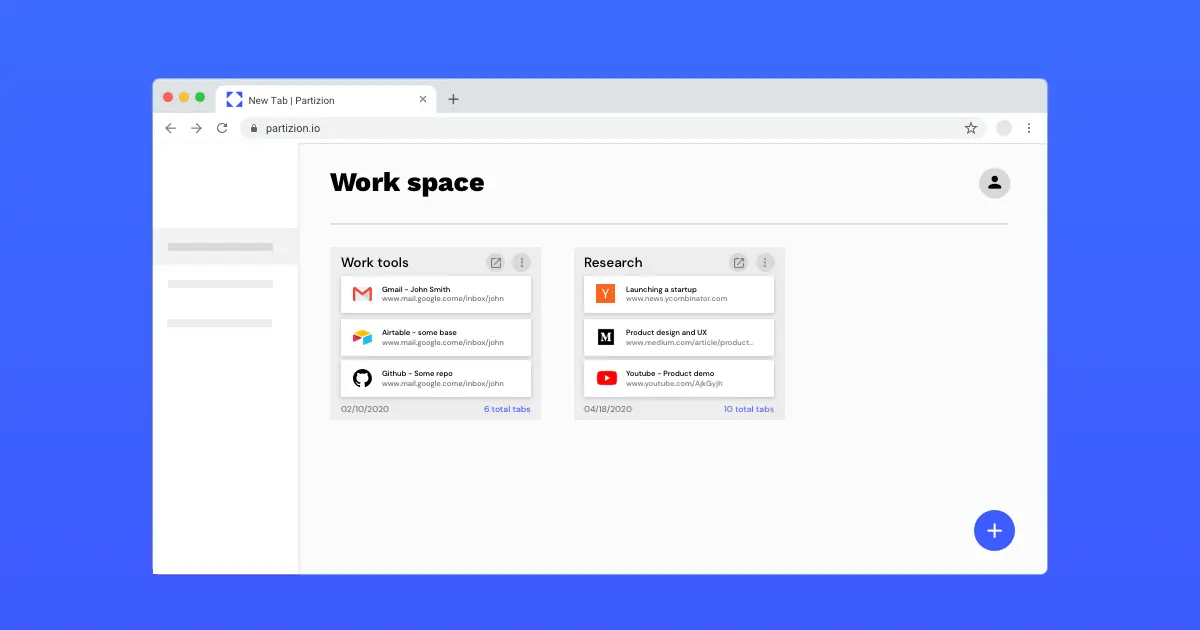 New Tab | Partizion
partizion.io
Work space
Work tools
Gmail - John Smith
www.mail.google.come/inbox/john
Airtable - some base
www.mail.google.come/inbox/john
Github - Some repo
www.mail.google.come/inbox/john
02/10/2020
6 total tabs
Research
Y
Launching a startup
www.news.ycombinator.com
M
Product design and UX
www.medium.com/article/product...
Youtube - Product demo
www.youtube.com/AjkGyjh
04/18/2020
10 total tabs